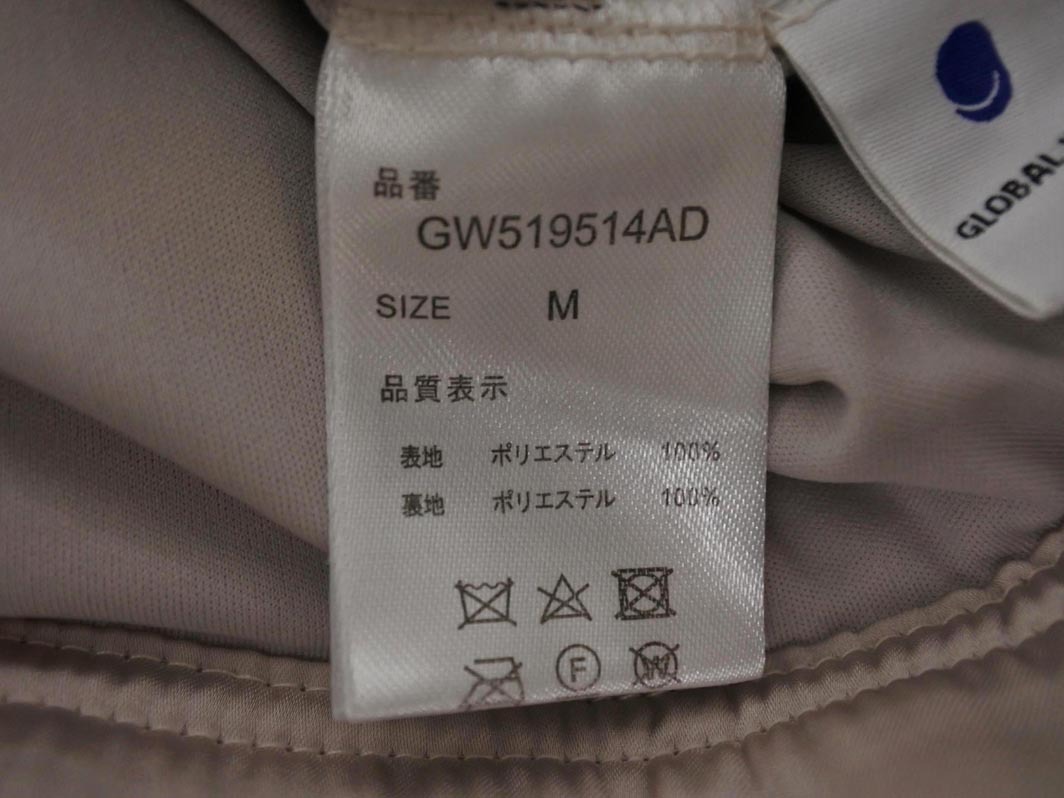 品番
GW519514AD
SIZE M
品質表示
表地 ポリエステル 100%
裏地 ポリエステル 100%
F
W
GLOBAL